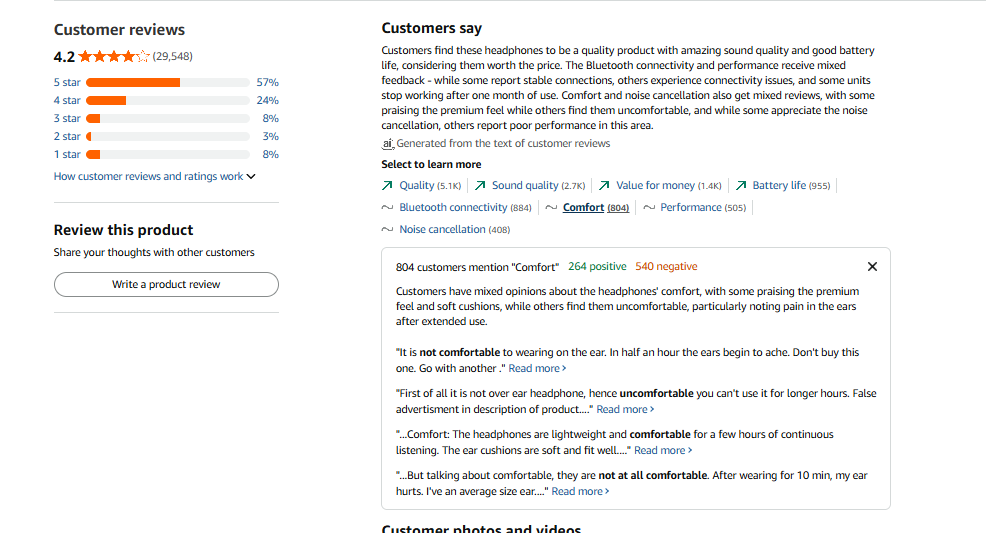 Customer reviews
4.2 (29,548)
5 star 57%
4 star 24%
3 star 8%
2 star 3%
1 star 8%
How customer reviews and ratings work
Review this product
Share your thoughts with other customers
Write a product review
Customers say
Customers find these headphones to be a quality product with amazing sound quality and good battery
life, considering them worth the price. The Bluetooth connectivity and performance receive mixed
feedback - while some report stable connections, others experience connectivity issues, and some units
stop working after one month of use. Comfort and noise cancellation also get mixed reviews, with some
praising the premium feel while others find them uncomfortable, and while some appreciate the noise
cancellation, others report poor performance in this area.
ai Generated from the text of customer reviews
Select to learn more
Quality (5.1K) Sound quality (2.7K) Value for money (1.4K) Battery life (955)
Bluetooth connectivity (884) Comfort (804) Performance (505)
Noise cancellation (408)
804 customers mention "Comfort" 264 positive 540 negative
Customers have mixed opinions about the headphones' comfort, with some praising the premium
feel and soft cushions, while others find them uncomfortable, particularly noting pain in the ears
after extended use.
"It is not comfortable to wearing on the ear. In half an hour the ears begin to ache. Don't buy this
one. Go with another ." Read more
"First of all it is not over ear headphone, hence uncomfortable you can't use it for longer hours. False
advertisment in description of product...." Read more
"...Comfort: The headphones are lightweight and comfortable for a few hours of continuous
listening. The ear cushions are soft and fit well...." Read more
"...But talking about comfortable, they are not at all comfortable. After wearing for 10 min, my ear
hurts. I've an average size ear...." Read more
Customer photos and videos